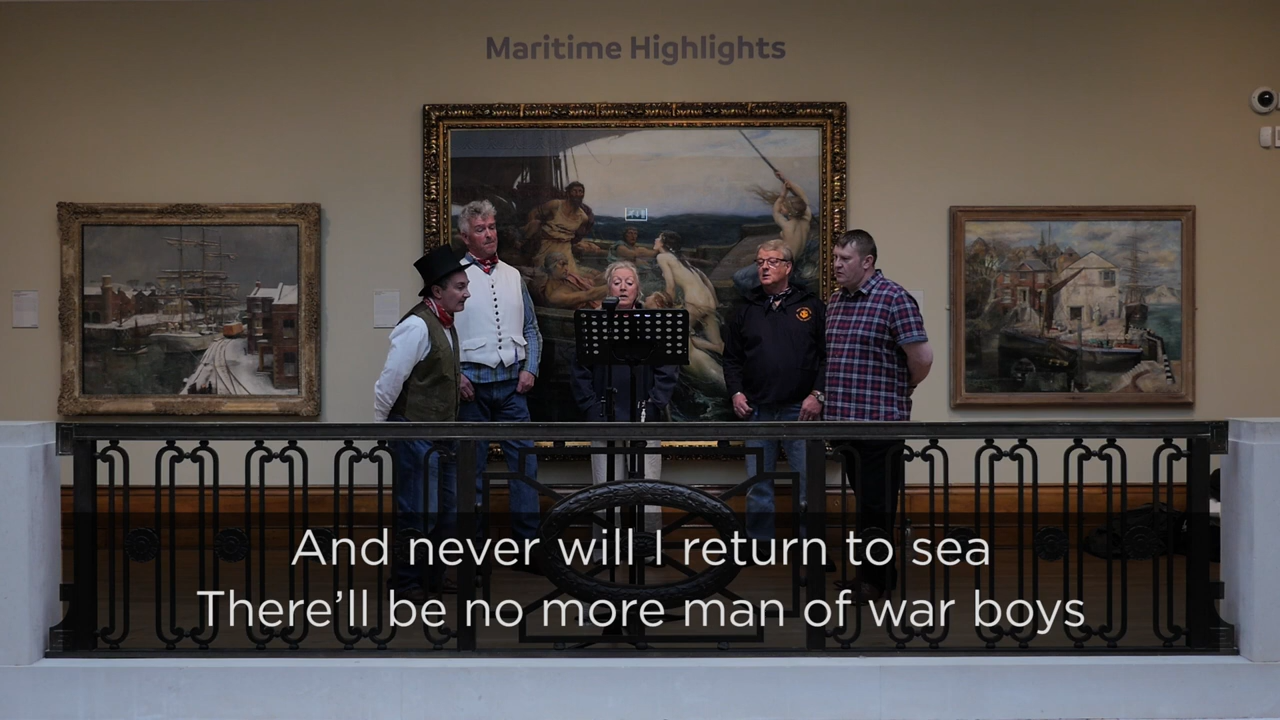 Maritime Highlights
And never will I return to sea
There’ll be no more man of war boys